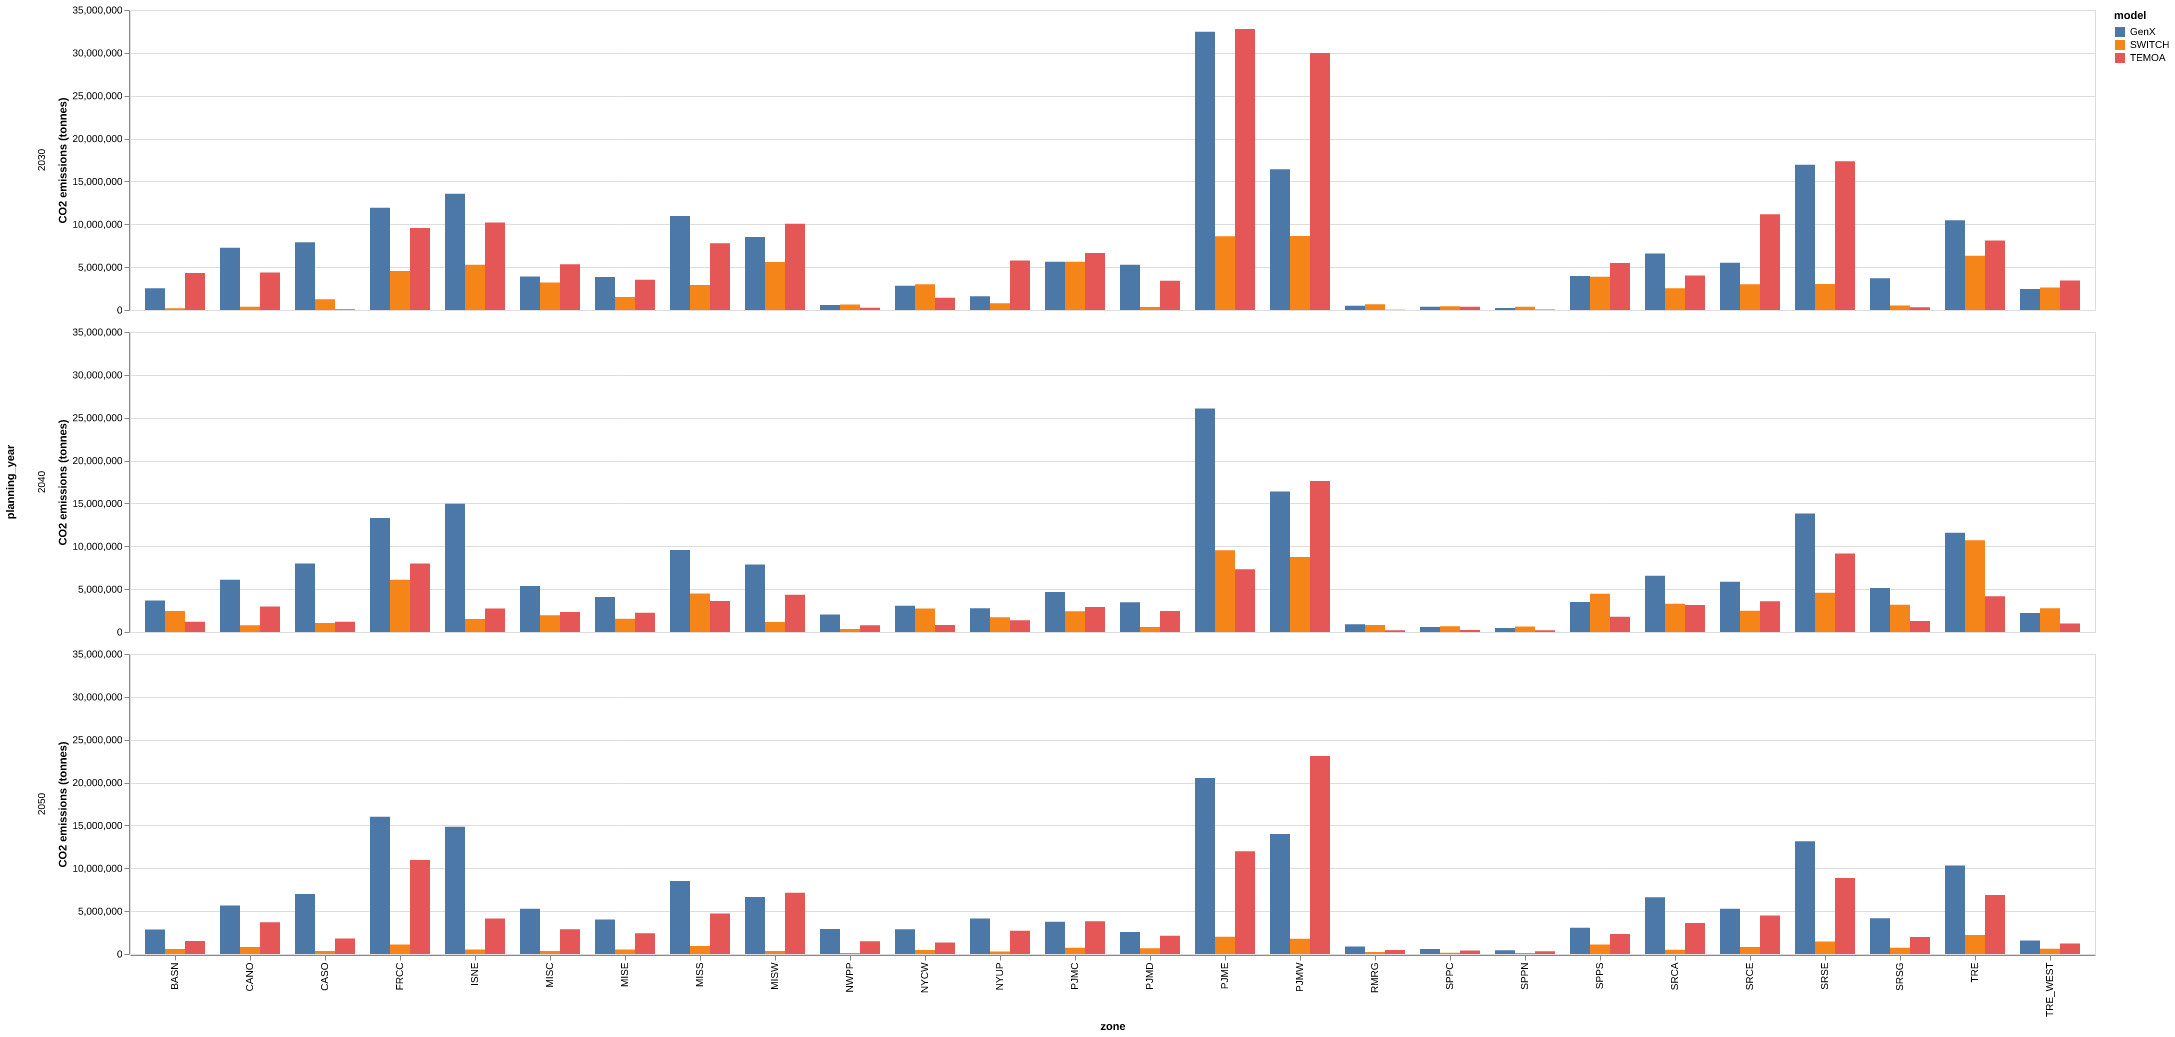 35,000,000
30,000,000
25,000,000
20,000,000
15,000,000
10,000,000
5,000,000
0
CO2 emissions (tonnes)
2030
35,000,000
30,000,000
25,000,000
20,000,000
15,000,000
10,000,000
5,000,000
0
CO2 emissions (tonnes)
2040
planning_year
35,000,000
30,000,000
25,000,000
20,000,000
15,000,000
10,000,000
5,000,000
0
CO2 emissions (tonnes)
2050
BASN
CANO
CASO
FRCC
ISNE
MISC
MISE
MISS
MISW
NWPP
NYCW
NYUP
PJMC
PJMD
PJME
PJMW
RMRG
SPPC
SPPN
SPPS
SRCA
SRCE
SRSE
SRSG
TRE
TRE_WEST
zone
model
GenX
SWITCH
TEMOA